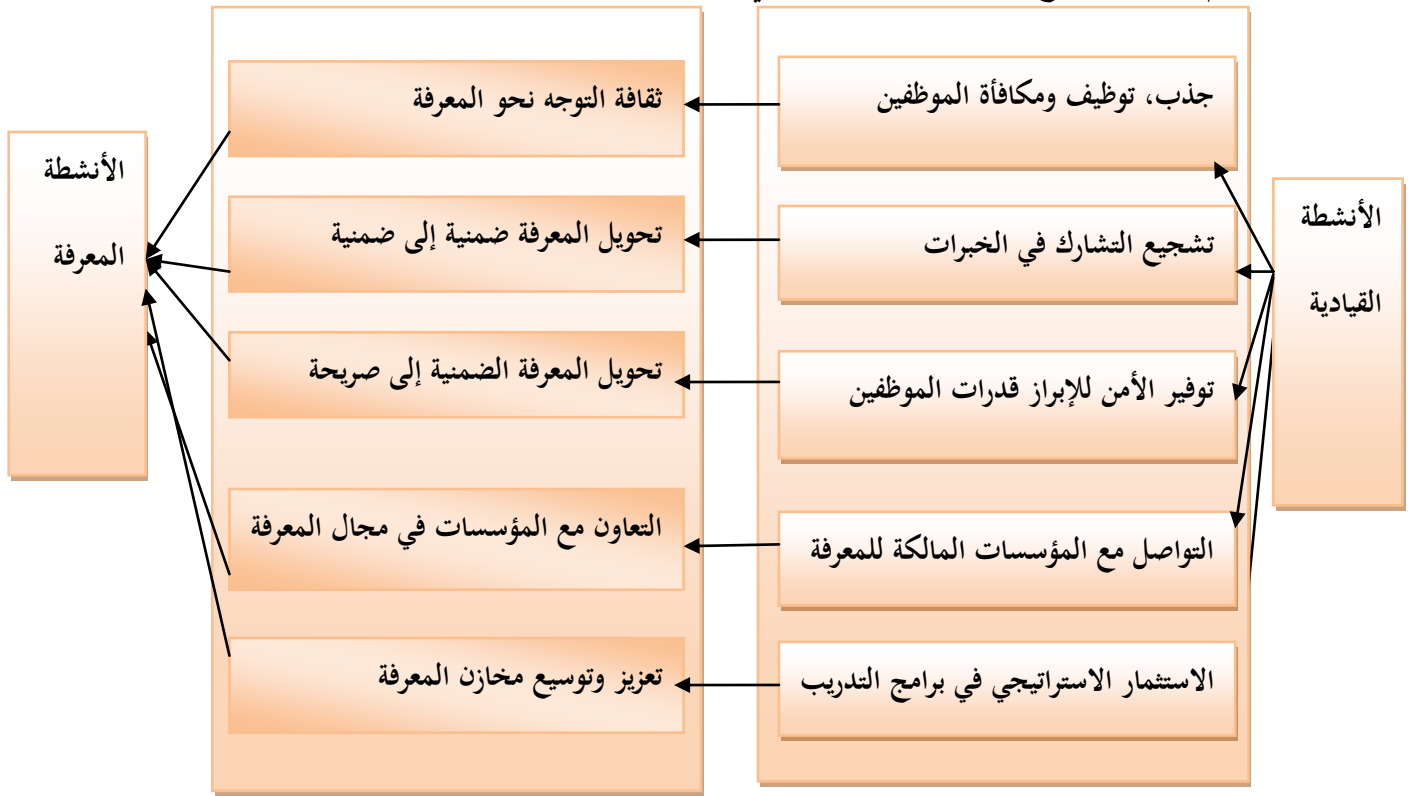 الأنشطة
القيادية
جذب، توظيف ومكافأة الموظفين
تشجيع التشارك في الخبرات
توفير الأمن للإبراز قدرات الموظفين
التواصل مع المؤسسات المالكة للمعرفة
الاستثمار الاستراتيجي في برامج التدريب
ثقافة التوجه نحو المعرفة
تحويل المعرفة ضمنية إلى ضمنية
تحويل المعرفة الضمنية إلى صريحة
التعاون مع المؤسسات في مجال المعرفة
تعزيز وتوسيع مخازن المعرفة
الأنشطة
المعرفة